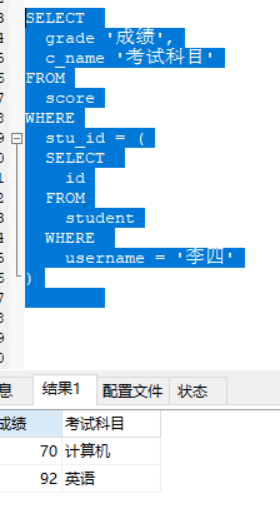 SELECT
grade '成绩',
c_name '考试科目'
FROM
score
WHERE
stu_id = (
SELECT
id
FROM
student
WHERE
username = '李四'
)
息 结果1 配置文件 状态
成绩 考试科目
70 计算机
92 英语